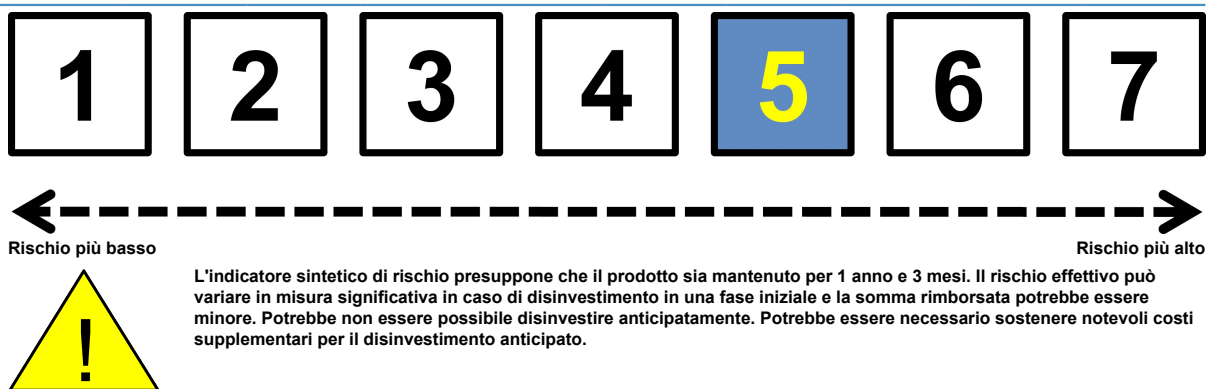 1 2 3 4 5 6 7
Rischio più basso Rischio più alto
L'indicatore sintetico di rischio presuppone che il prodotto sia mantenuto per 1 anno e 3 mesi. Il rischio effettivo può
variare in misura significativa in caso di disinvestimento in una fase iniziale e la somma rimborsata potrebbe essere
minore. Potrebbe non essere possibile disinvestire anticipatamente. Potrebbe essere necessario sostenere notevoli costi
supplementari per il disinvestimento anticipato.
!